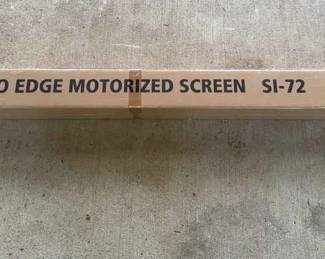 O EDGE MOTORIZED SCREEN SI-72